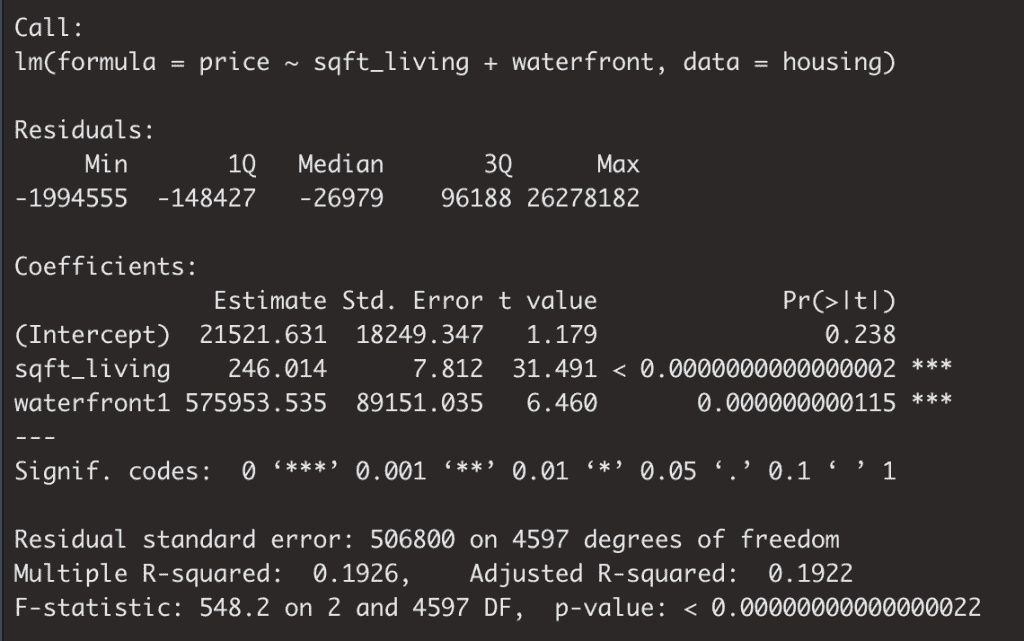 Call:
lm(formula = price ~ sqft_living + waterfront, data = housing)
Residuals:
Min 1Q Median 3Q Max
-1994555 -148427 -26979 96188 26278182
Coefficients:
Estimate Std. Error t value Pr(>|t|)
(Intercept) 21521.631 18249.347 1.179 0.238
sqft_living 246.014 7.812 31.491 < 0.0000000000000002 ***
waterfront1 575953.535 89151.035 6.460 0.000000000115 ***
---
Signif. codes: 0 ‘***’ 0.001 ‘**’ 0.01 ‘*’ 0.05 ‘.’ 0.1 ‘ ’ 1
Residual standard error: 506800 on 4597 degrees of freedom
Multiple R-squared: 0.1926, Adjusted R-squared: 0.1922
F-statistic: 548.2 on 2 and 4597 DF, p-value: < 0.00000000000000022